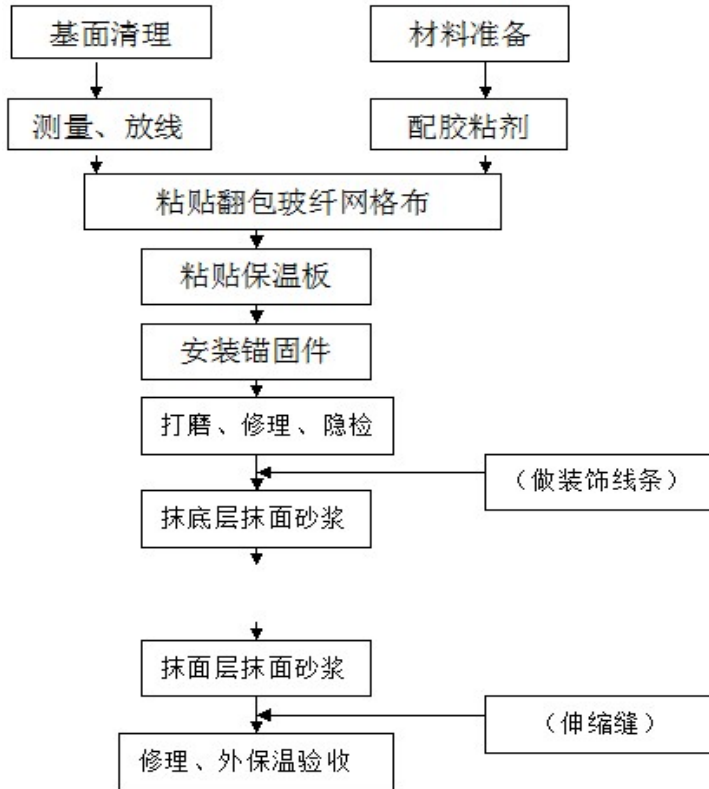 基面清理
材料准备
测量、放线
配胶粘剂
粘贴翻包玻纤网格布
粘贴保温板
安装锚固件
打磨、修理、隐检
（做装饰线条）
抹底层抹面砂浆
抹面层抹面砂浆
（伸缩缝）
修理、外保温验收